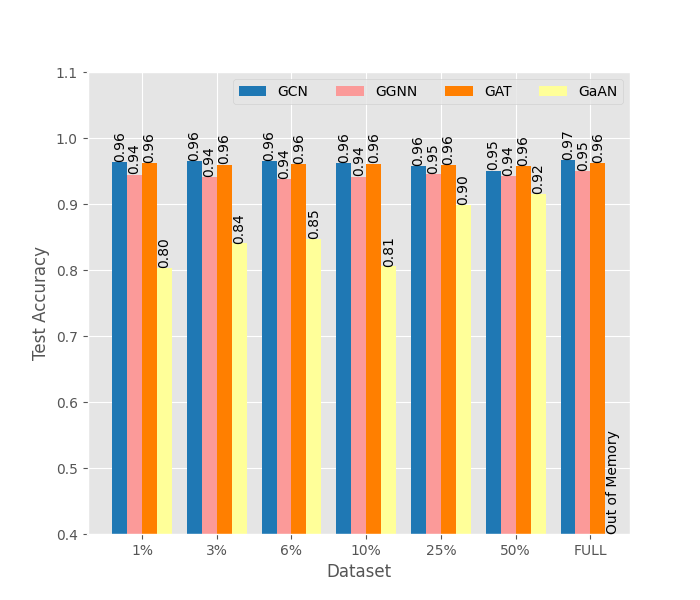 GCN GGNN GAT GaAN
1.1
1.0
0.9
0.8
0.7
0.6
0.5
0.4
Test Accuracy
0.96 0.94 0.96 0.80
0.96 0.94 0.96 0.84
0.96 0.94 0.96 0.85
0.96 0.94 0.96 0.81
0.96 0.95 0.96 0.90
0.95 0.94 0.96 0.92
0.97 0.95 0.96 Out of Memory
1% 3% 6% 10% 25% 50% FULL
Dataset